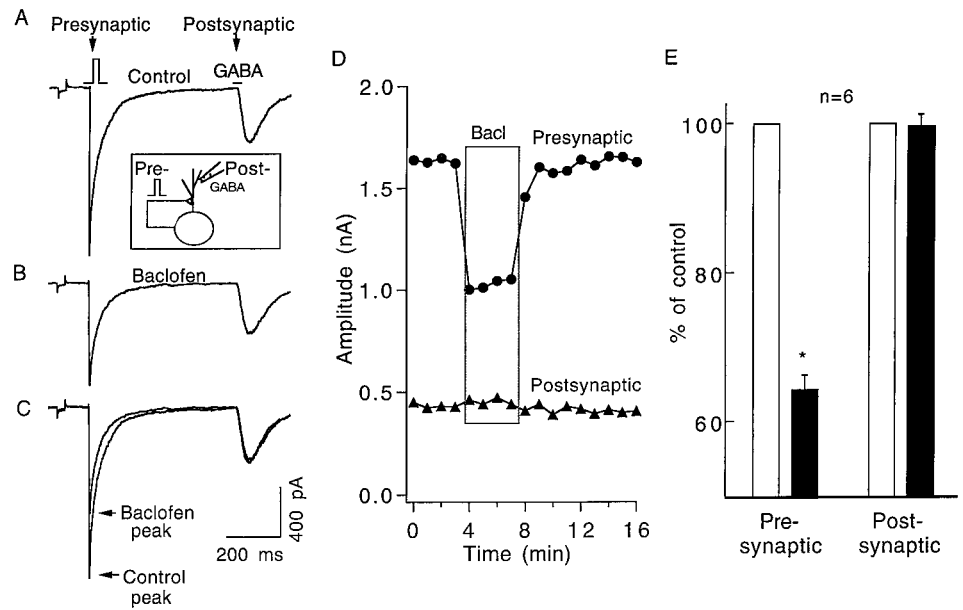 A
Presynaptic
Postsynaptic
Control
GABA
Pre-
Post-
GABA
B
Baclofen
C
Baclofen
peak
Control
peak
400 pA
200 ms
D
2.0
1.5
1.0
0.5
0.0
Amplitude (nA)
Bacl
Presynaptic
Postsynaptic
0 4 8 12 16
Time (min)
E
n=6
100
80
60
% of control
*
Pre-
synaptic
Post-
synaptic